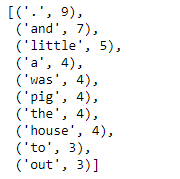 [('.', 9),
('and', 7),
('little', 5),
('a', 4),
('was', 4),
('pig', 4),
('the', 4),
('house', 4),
('to', 3),
('out', 3)]